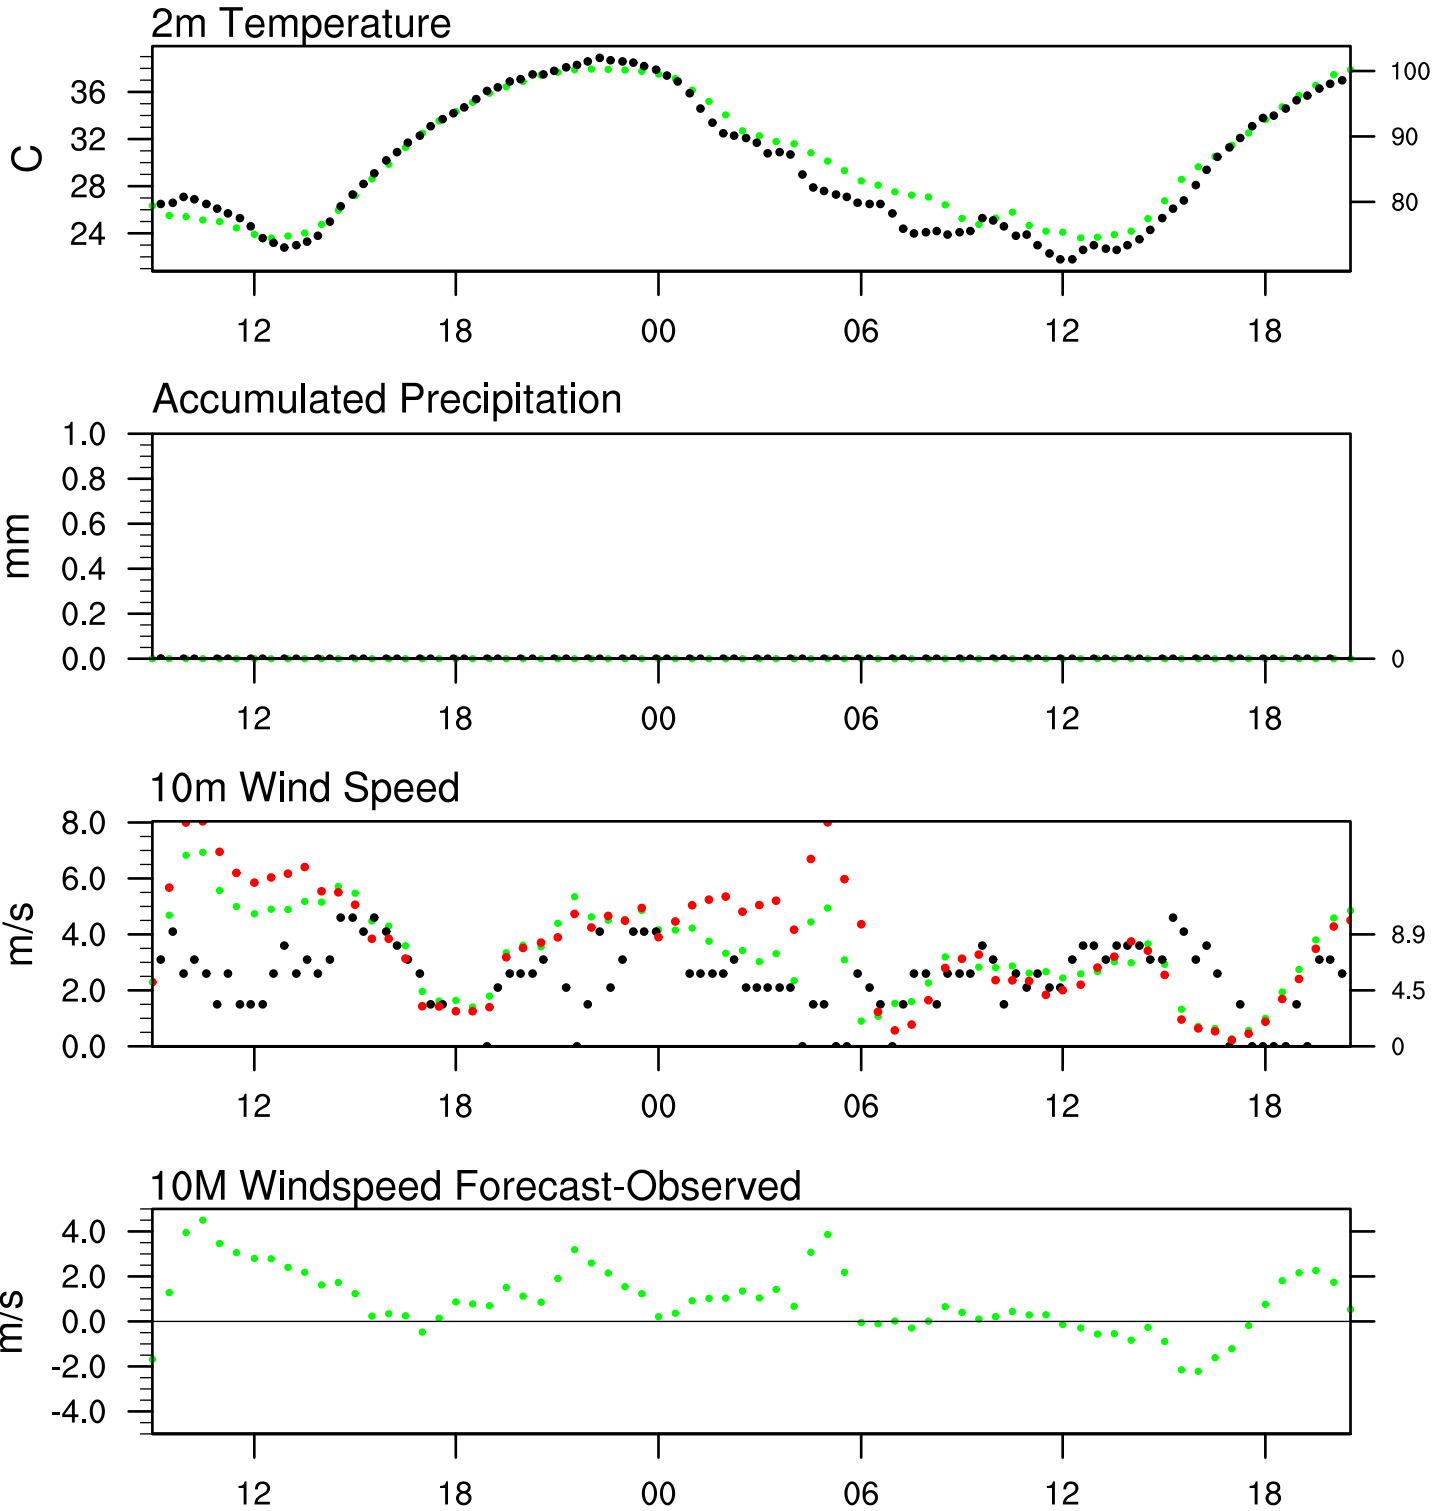 2m Temperature
36
32
28
24
C
100
90
80
12 18 00 06 12 18
Accumulated Precipitation
1.0
0.8
0.6
0.4
0.2
0.0
mm
0
12 18 00 06 12 18
10m Wind Speed
8.0
6.0
4.0
2.0
0.0
m/s
8.9
4.5
0
12 18 00 06 12 18
10M Windspeed Forecast-Observed
4.0
2.0
0.0
-2.0
-4.0
m/s
12 18 00 06 12 18